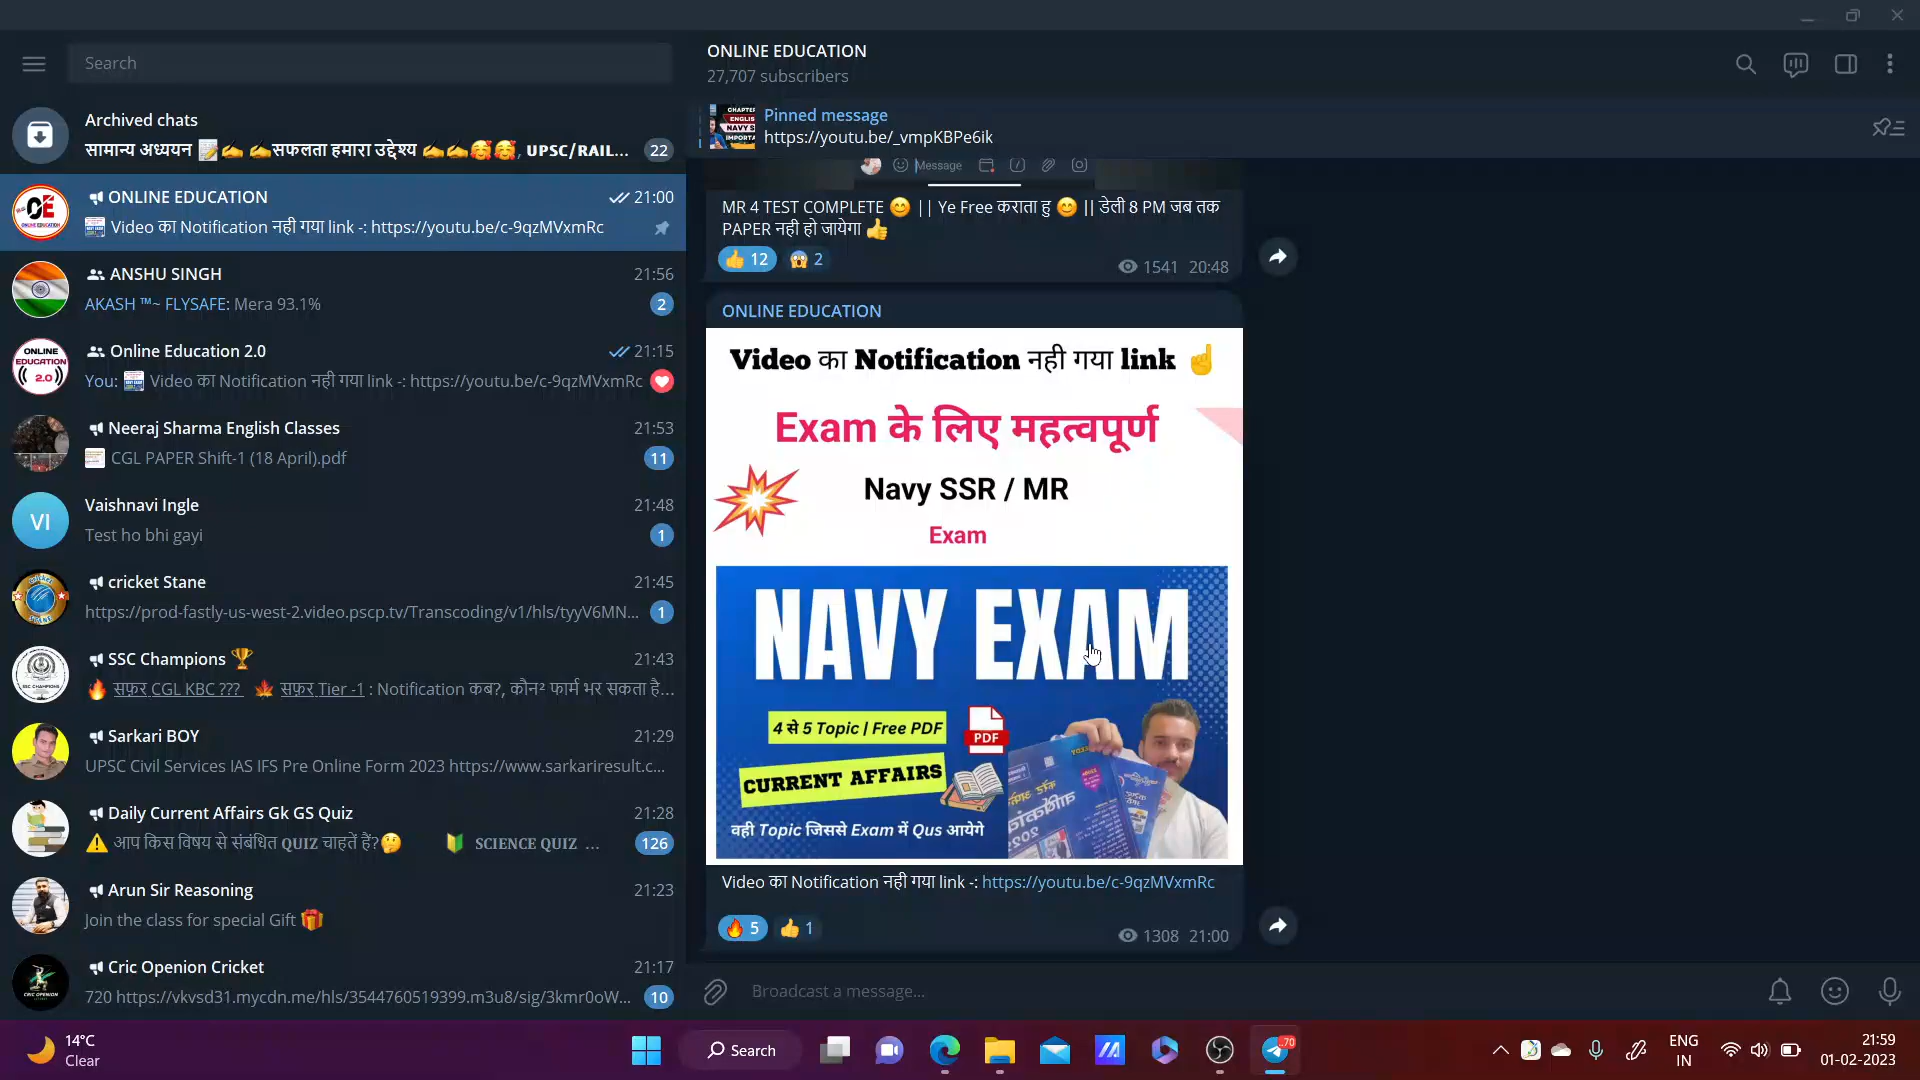 Search
Archived chats
सामान्य अध्ययन 📝✍ ✍सफलता हमारा उद्देश्य ✍✍🥰🥰, UPSC/RAIL...
22
ONLINE EDUCATION
21:00
Video का Notification नही गया link -: https://youtu.be/c-9qzMVxmRc
ANSHU SINGH
21:56
AKASH ™~ FLYSAFE: Mera 93.1%
2
ONLINE EDUCATION 2.0
Online Education 2.0
21:15
You: Video का Notification नही गया link -: https://youtu.be/c-9qzMVxmRc
Neeraj Sharma English Classes
21:53
CGL PAPER Shift-1 (18 April).pdf
11
VI
Vaishnavi Ingle
21:48
Test ho bhi gayi
1
cricket Stane
21:45
https://prod-fastly-us-west-2.video.pscp.tv/Transcoding/v1/hls/tyyV6MN...
1
SSC Champions 🏆
21:43
🔥 सफ़र CGL KBC ??? 🍁 सफ़र Tier -1 : Notification कब?, कौन² फार्म भर सकता है...
Sarkari BOY
21:29
UPSC Civil Services IAS IFS Pre Online Form 2023 https://www.sarkariresult.c...
Daily Current Affairs Gk GS Quiz
21:28
⚠️ आप किस विषय से संबंधित QUIZ चाहतें हैं?🤔 🔰 SCIENCE QUIZ ...
126
Arun Sir Reasoning
21:23
Join the class for special Gift 🎁
Cric Openion Cricket
21:17
720 https://vkvsd31.mycdn.me/hls/3544760519399.m3u8/sig/3kmr0oW...
10
ONLINE EDUCATION
27,707 subscribers
Pinned message
https://youtu.be/_vmpKBPe6ik
Message
MR 4 TEST COMPLETE 😊 || Ye Free कराता हु 😊 || डेली 8 PM जब तक
PAPER नही हो जायेगा 👍
👍 12 😱 2
1541 20:48
ONLINE EDUCATION
Video का Notification नही गया link ☝
Exam के लिए महत्वपूर्ण
Navy SSR / MR
Exam
NAVY EXAM
4 से 5 Topic | Free PDF
PDF
CURRENT AFFAIRS
वही Topic जिससे Exam में Qus आयेगे
Video का Notification नही गया link -: https://youtu.be/c-9qzMVxmRc
🔥 5 👍 1
1308 21:00
Broadcast a message...
14°C
Clear
Search
70
ENG
IN
21:59
01-02-2023